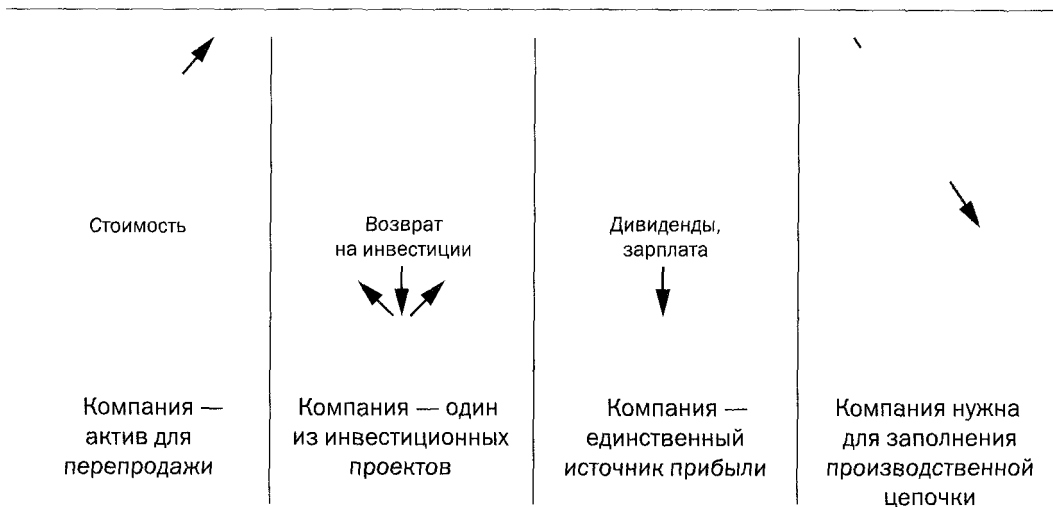 Стоимость
Возврат
на инвестиции
Дивиденды,
зарплата
Компания —
актив для
перепродажи
Компания — один
из инвестиционных
проектов
Компания —
единственный
источник прибыли
Компания нужна
для заполнения
производственной
цепочки